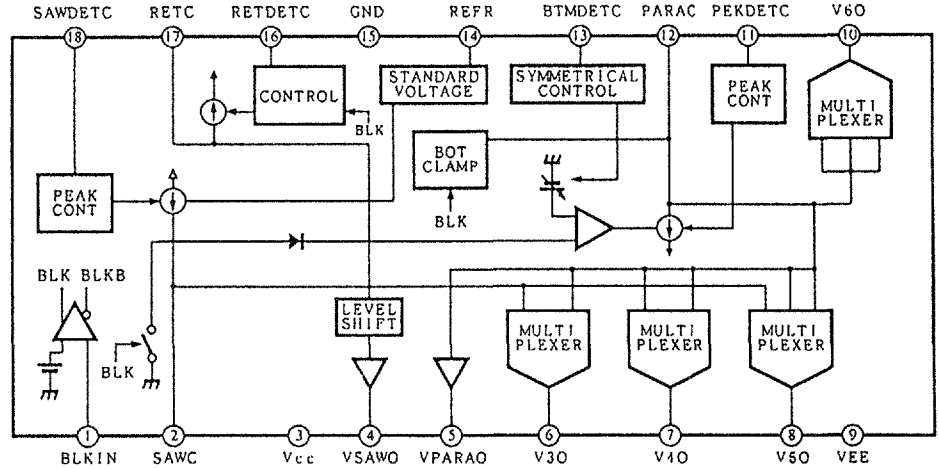 SAWDETC RETC RETDETC GND REFR BTMDETC PARAC PEKDETC V6O
18 17 16 15 14 13 12 11 10
CONTROL
BLK
STANDARD
VOLTAGE
SYMMETRICAL
CONTROL
PEAK
CONT
MULTI
PLEXER
BOT
CLAMP
BLK
PEAK
CONT
BLK BLKB
BLK
LEVEL
SHIFT
MULTI
PLEXER
MULTI
PLEXER
MULTI
PLEXER
1 2 3 4 5 6 7 8 9
BLKIN SAWC Vcc VSAWO VPARAO V3O V4O V5O VEE